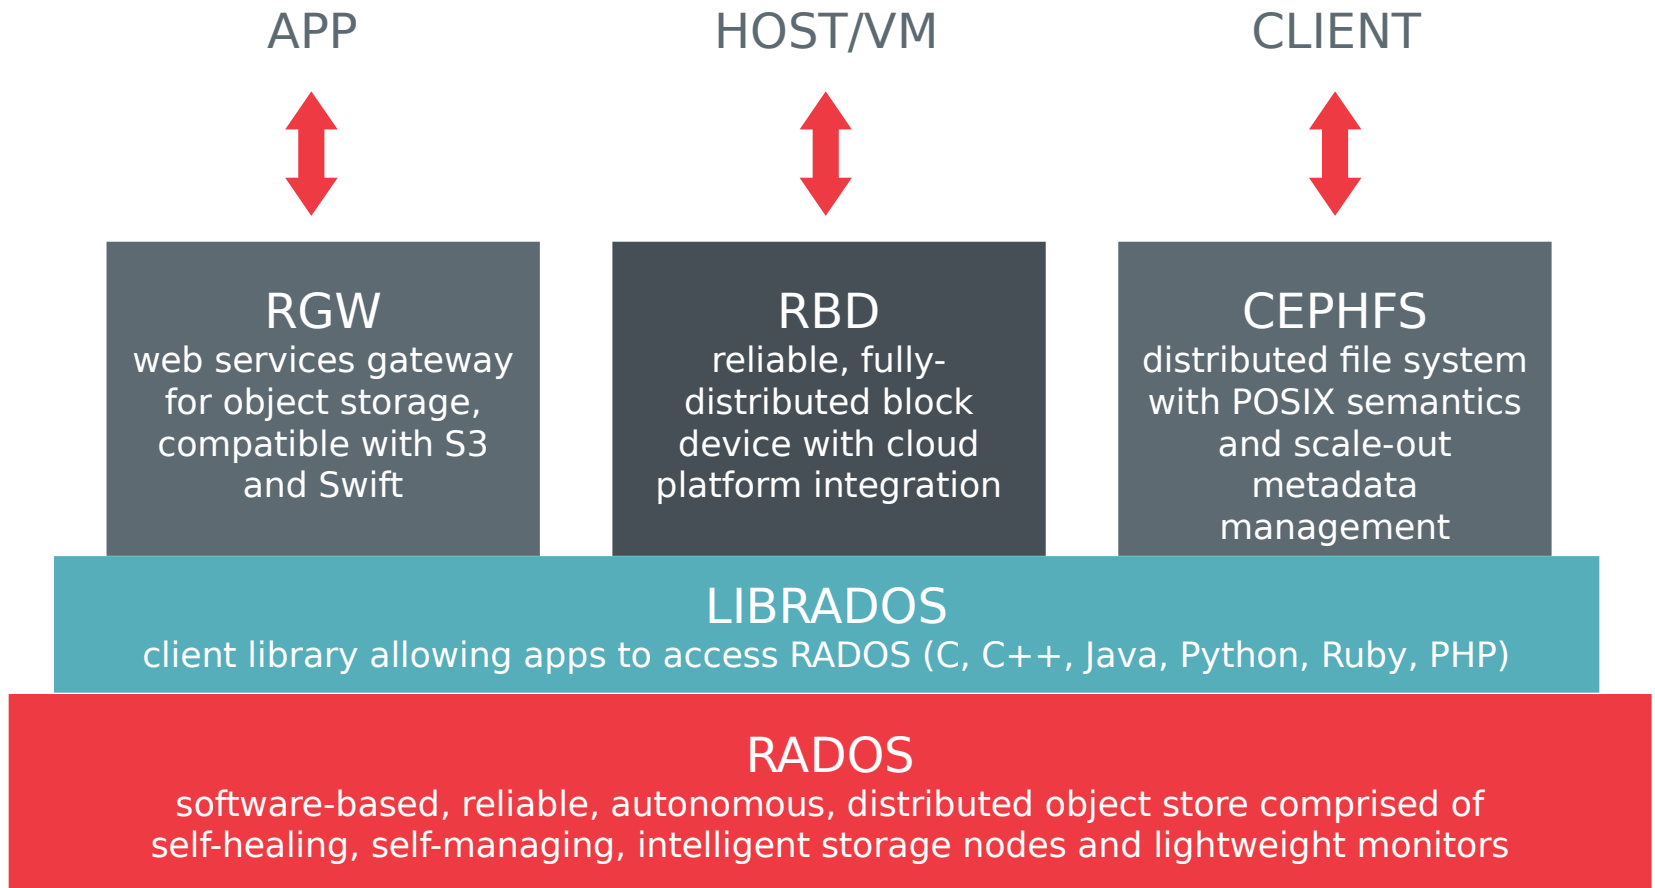 APP
HOST/VM
CLIENT
RGW
web services gateway
for object storage,
compatible with S3
and Swift
RBD
reliable, fully-
distributed block
device with cloud
platform integration
CEPHFS
distributed file system
with POSIX semantics
and scale-out
metadata
management
LIBRADOS
client library allowing apps to access RADOS (C, C++, Java, Python, Ruby, PHP)
RADOS
software-based, reliable, autonomous, distributed object store comprised of
self-healing, self-managing, intelligent storage nodes and lightweight monitors